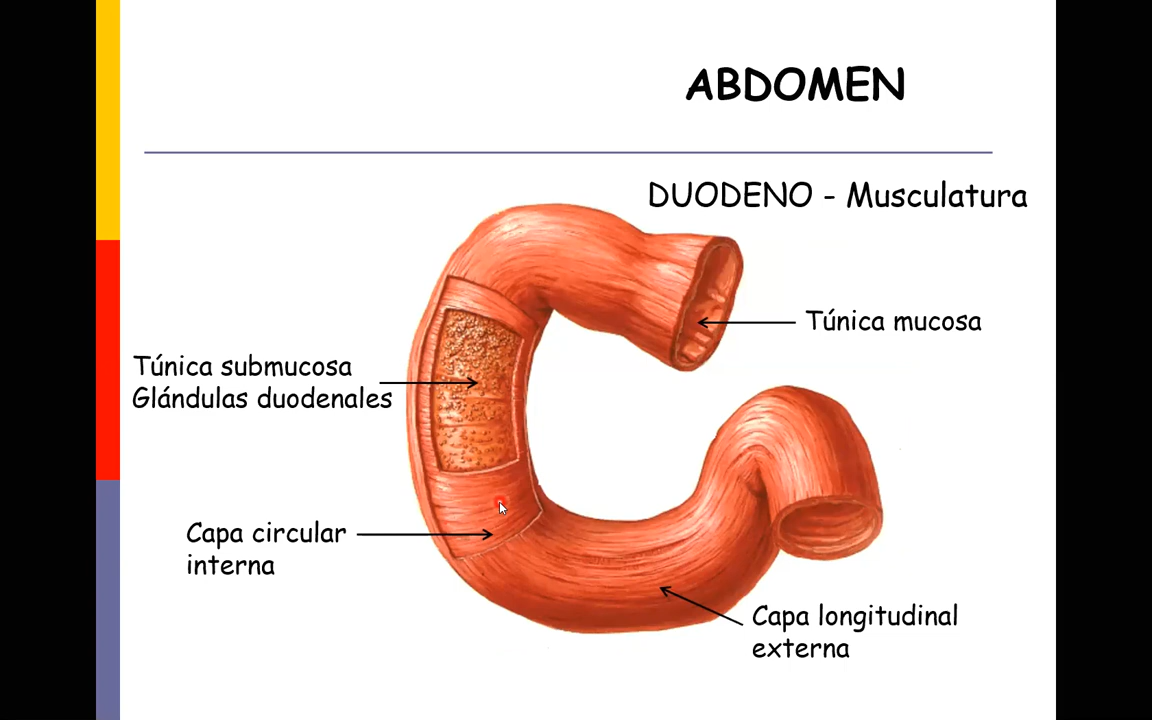 ABDOMEN
DUODENO - Musculatura
Túnica mucosa
Túnica submucosa
Glándulas duodenales
Capa circular
interna
Capa longitudinal
externa